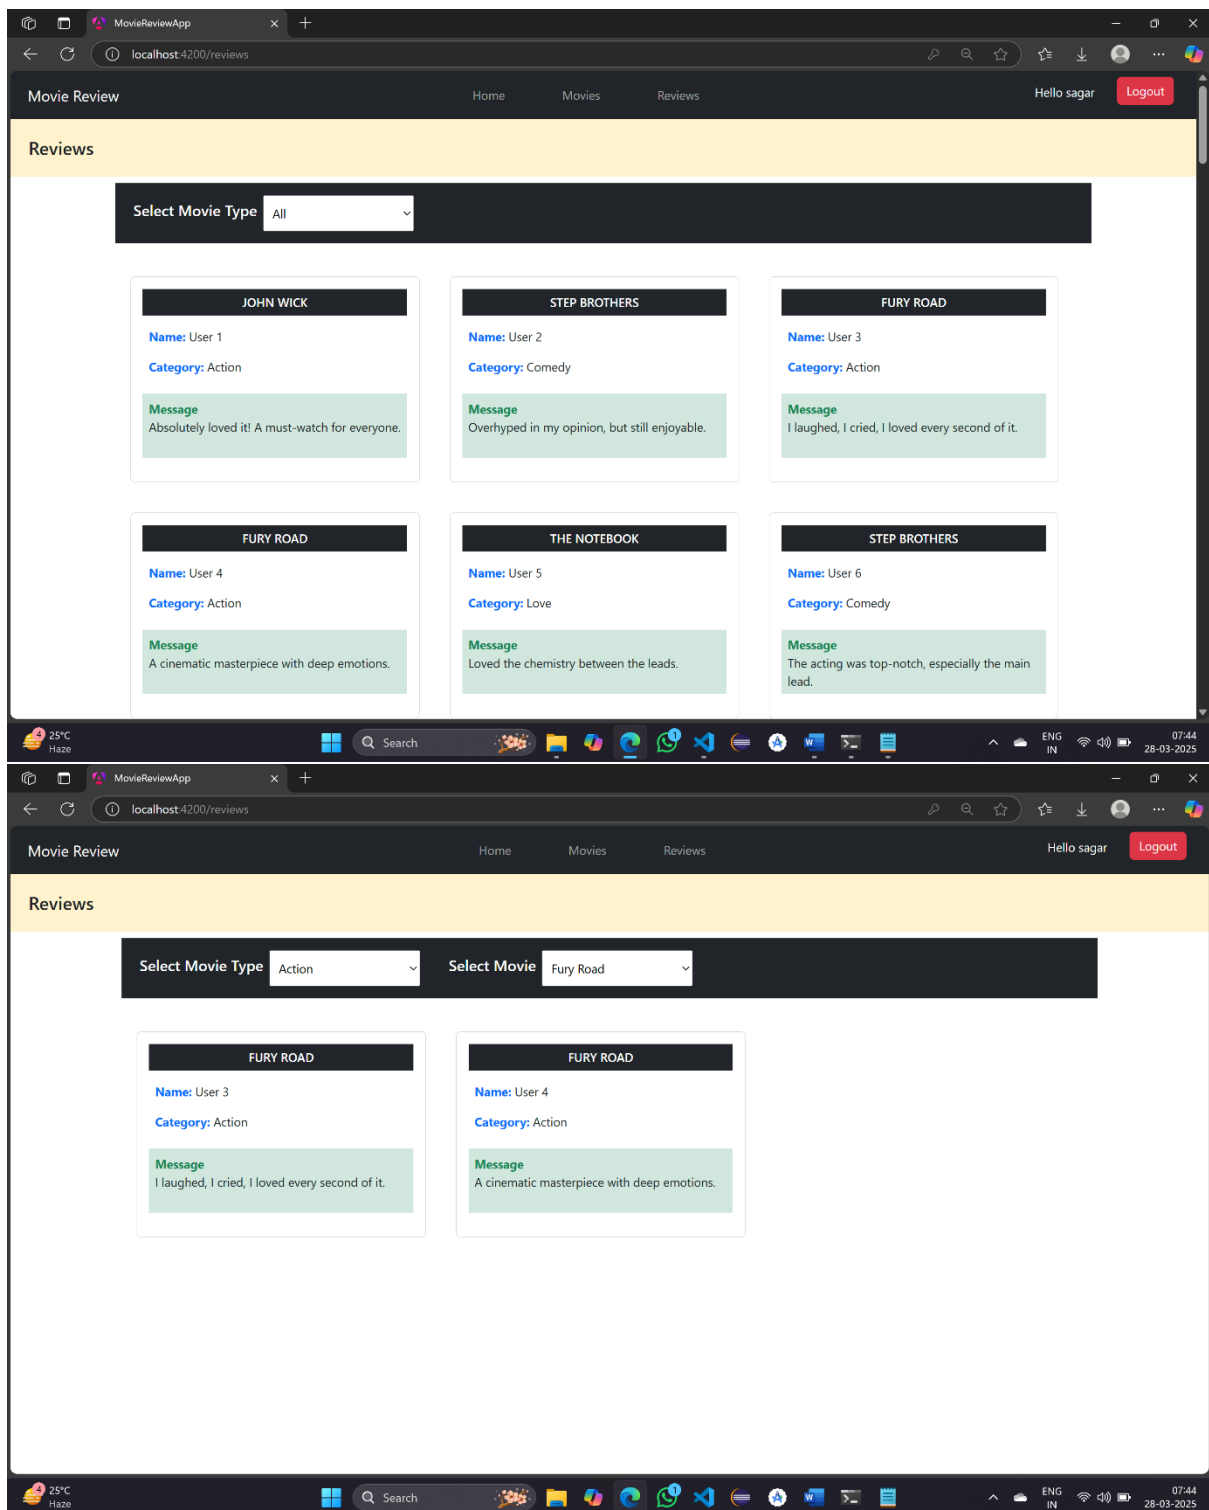 MovieReviewApp
localhost:4200/reviews
Movie Review
Home
Movies
Reviews
Hello sagar
Logout
Reviews
Select Movie Type
All
JOHN WICK
Name: User 1
Category: Action
Message
Absolutely loved it! A must-watch for everyone.
STEP BROTHERS
Name: User 2
Category: Comedy
Message
Overhyped in my opinion, but still enjoyable.
FURY ROAD
Name: User 3
Category: Action
Message
I laughed, I cried, I loved every second of it.
FURY ROAD
Name: User 4
Category: Action
Message
A cinematic masterpiece with deep emotions.
THE NOTEBOOK
Name: User 5
Category: Love
Message
Loved the chemistry between the leads.
STEP BROTHERS
Name: User 6
Category: Comedy
Message
The acting was top-notch, especially the main
lead.
4
25°C
Haze
Search
1
ENG
IN
07:44
28-03-2025
MovieReviewApp
localhost:4200/reviews
Movie Review
Home
Movies
Reviews
Hello sagar
Logout
Reviews
Select Movie Type
Action
Select Movie
Fury Road
FURY ROAD
Name: User 3
Category: Action
Message
I laughed, I cried, I loved every second of it.
FURY ROAD
Name: User 4
Category: Action
Message
A cinematic masterpiece with deep emotions.
4
25°C
Haze
Search
1
ENG
IN
07:44
28-03-2025